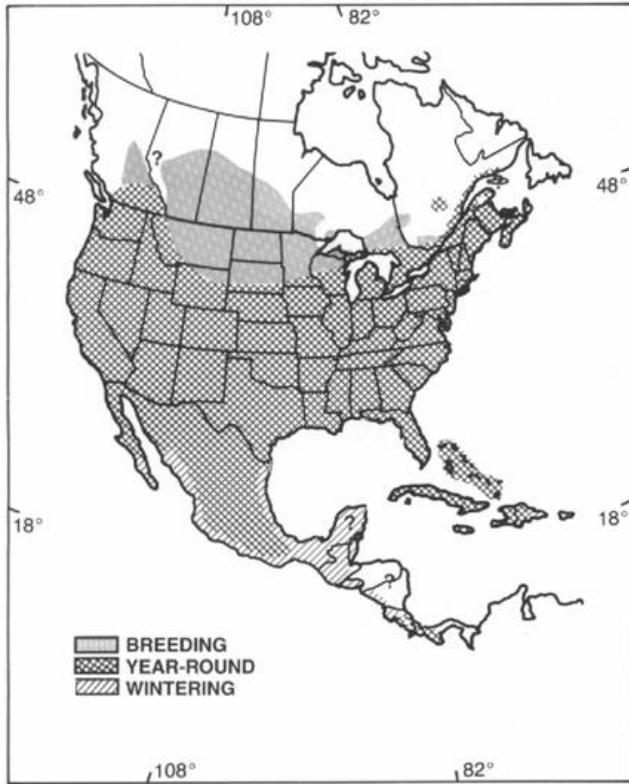 108° 82°
?
48° 48°
18° 18°
?
?
BREEDING
YEAR-ROUND
WINTERING
108° 82°